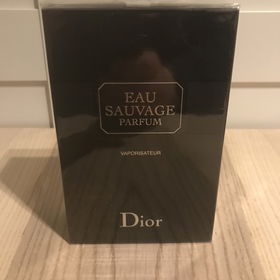 EAU
SAUVAGE
PARFUM
VAPORISATEUR
Dior